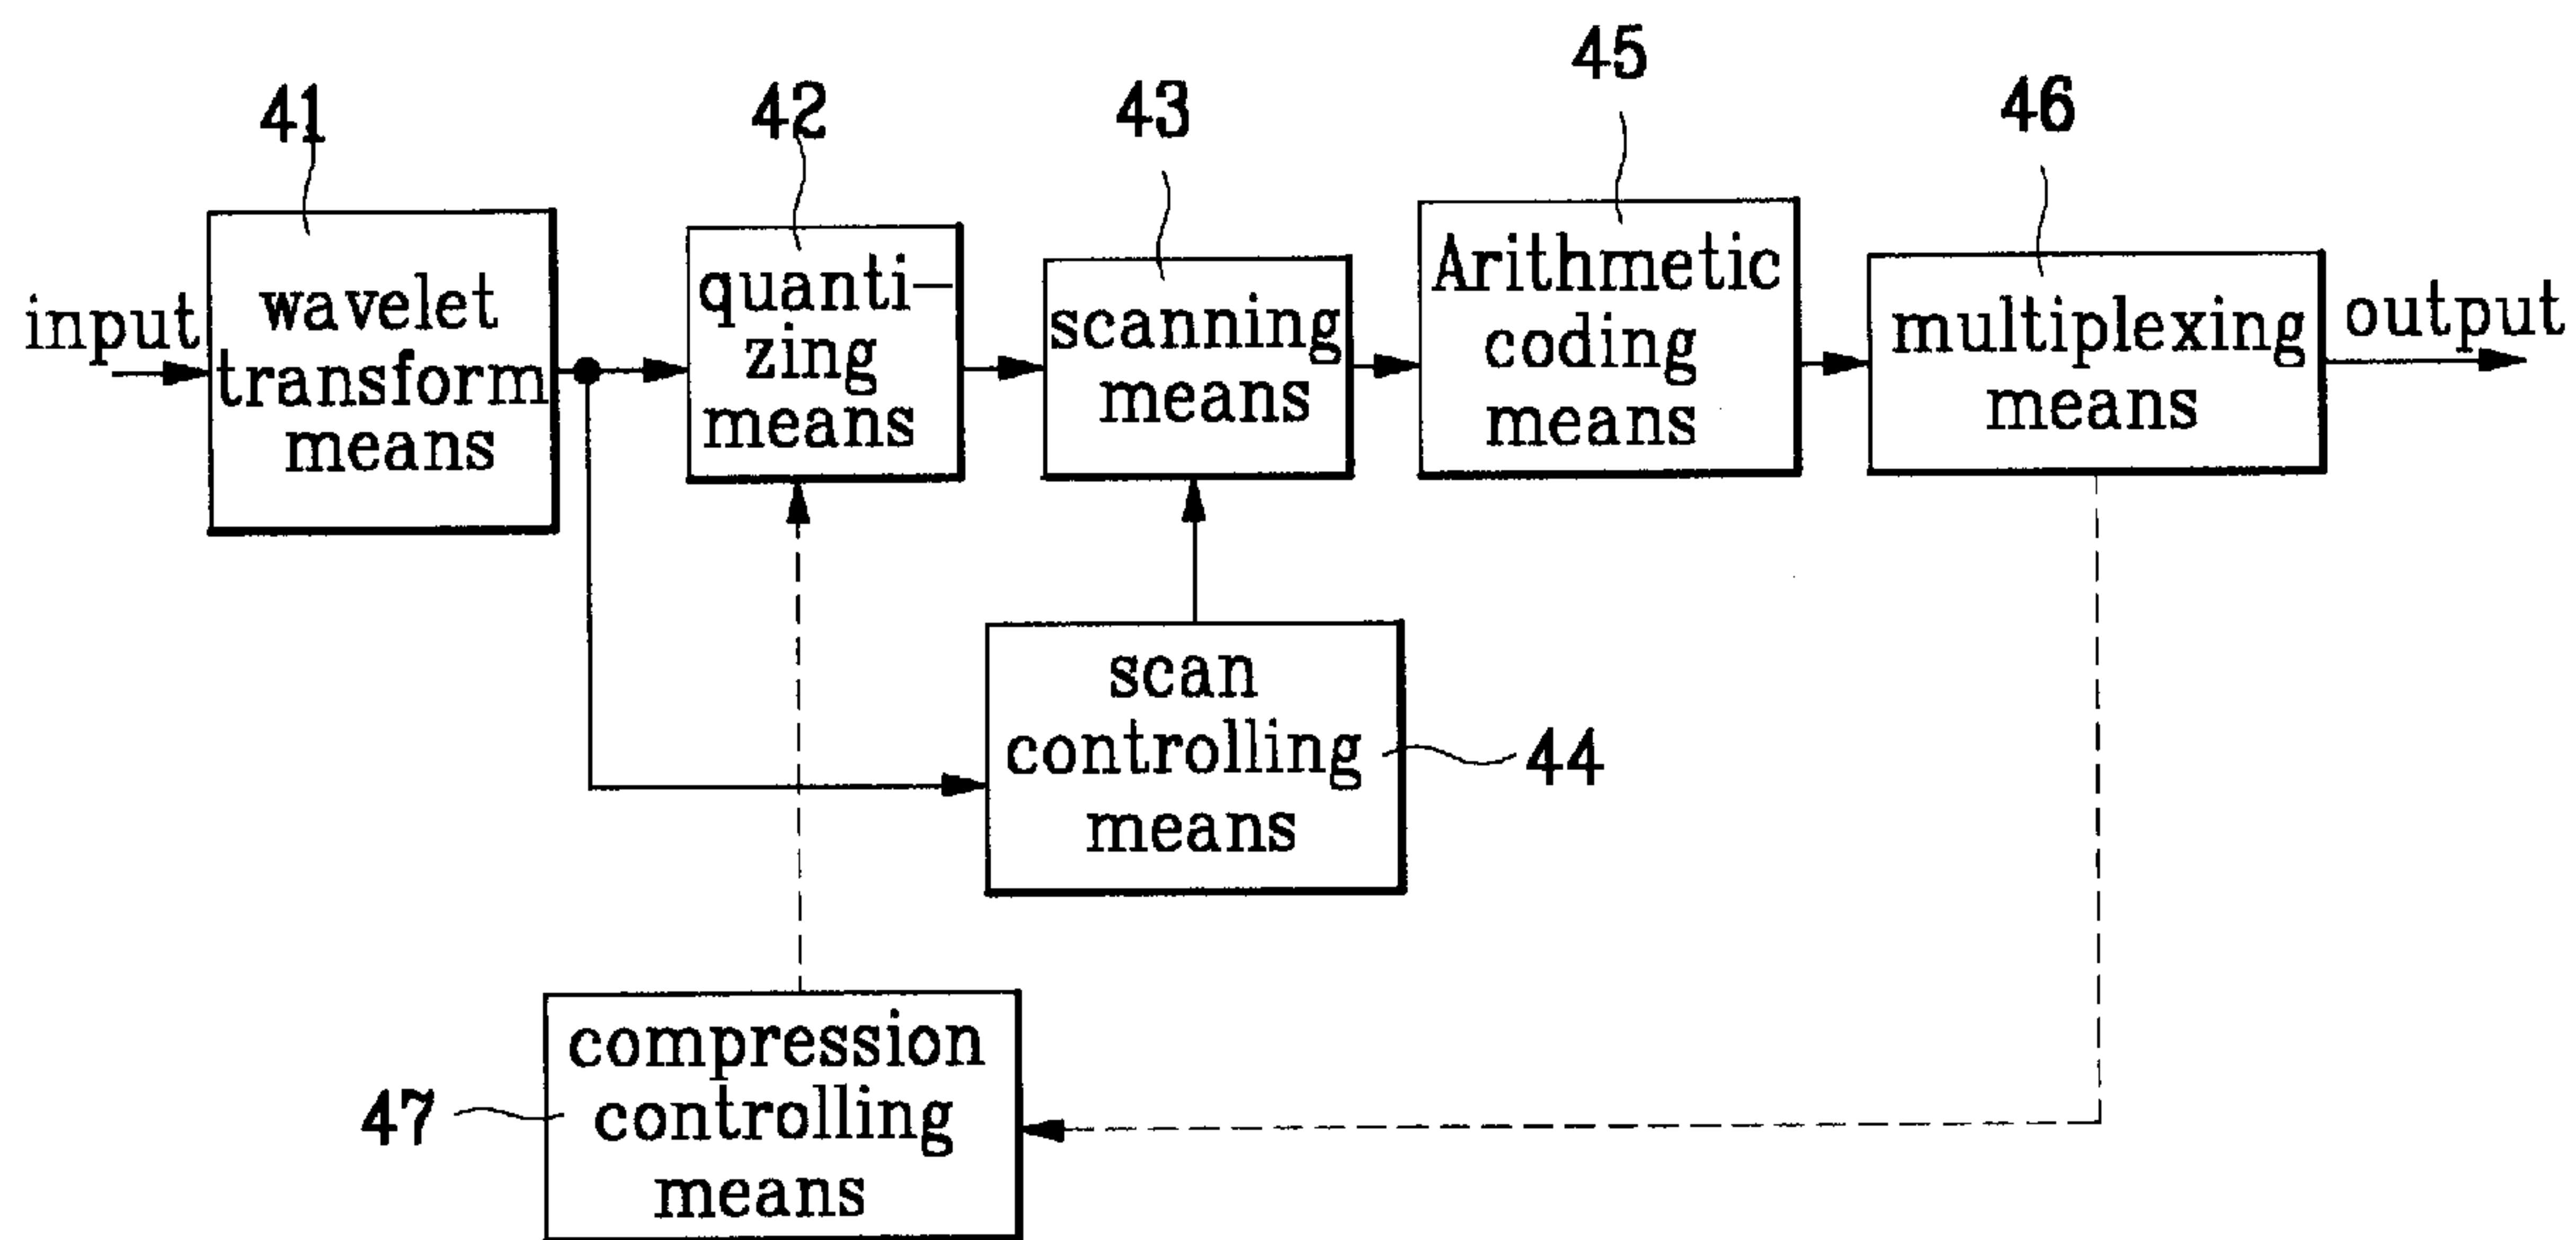 45
41
42
43
46
input
wavelet
transform
means
quanti-
zing
means
scanning
means
Arithmetic
coding
means
multiplexing
means
output
scan
controlling
means
44
compression
controlling
means
47